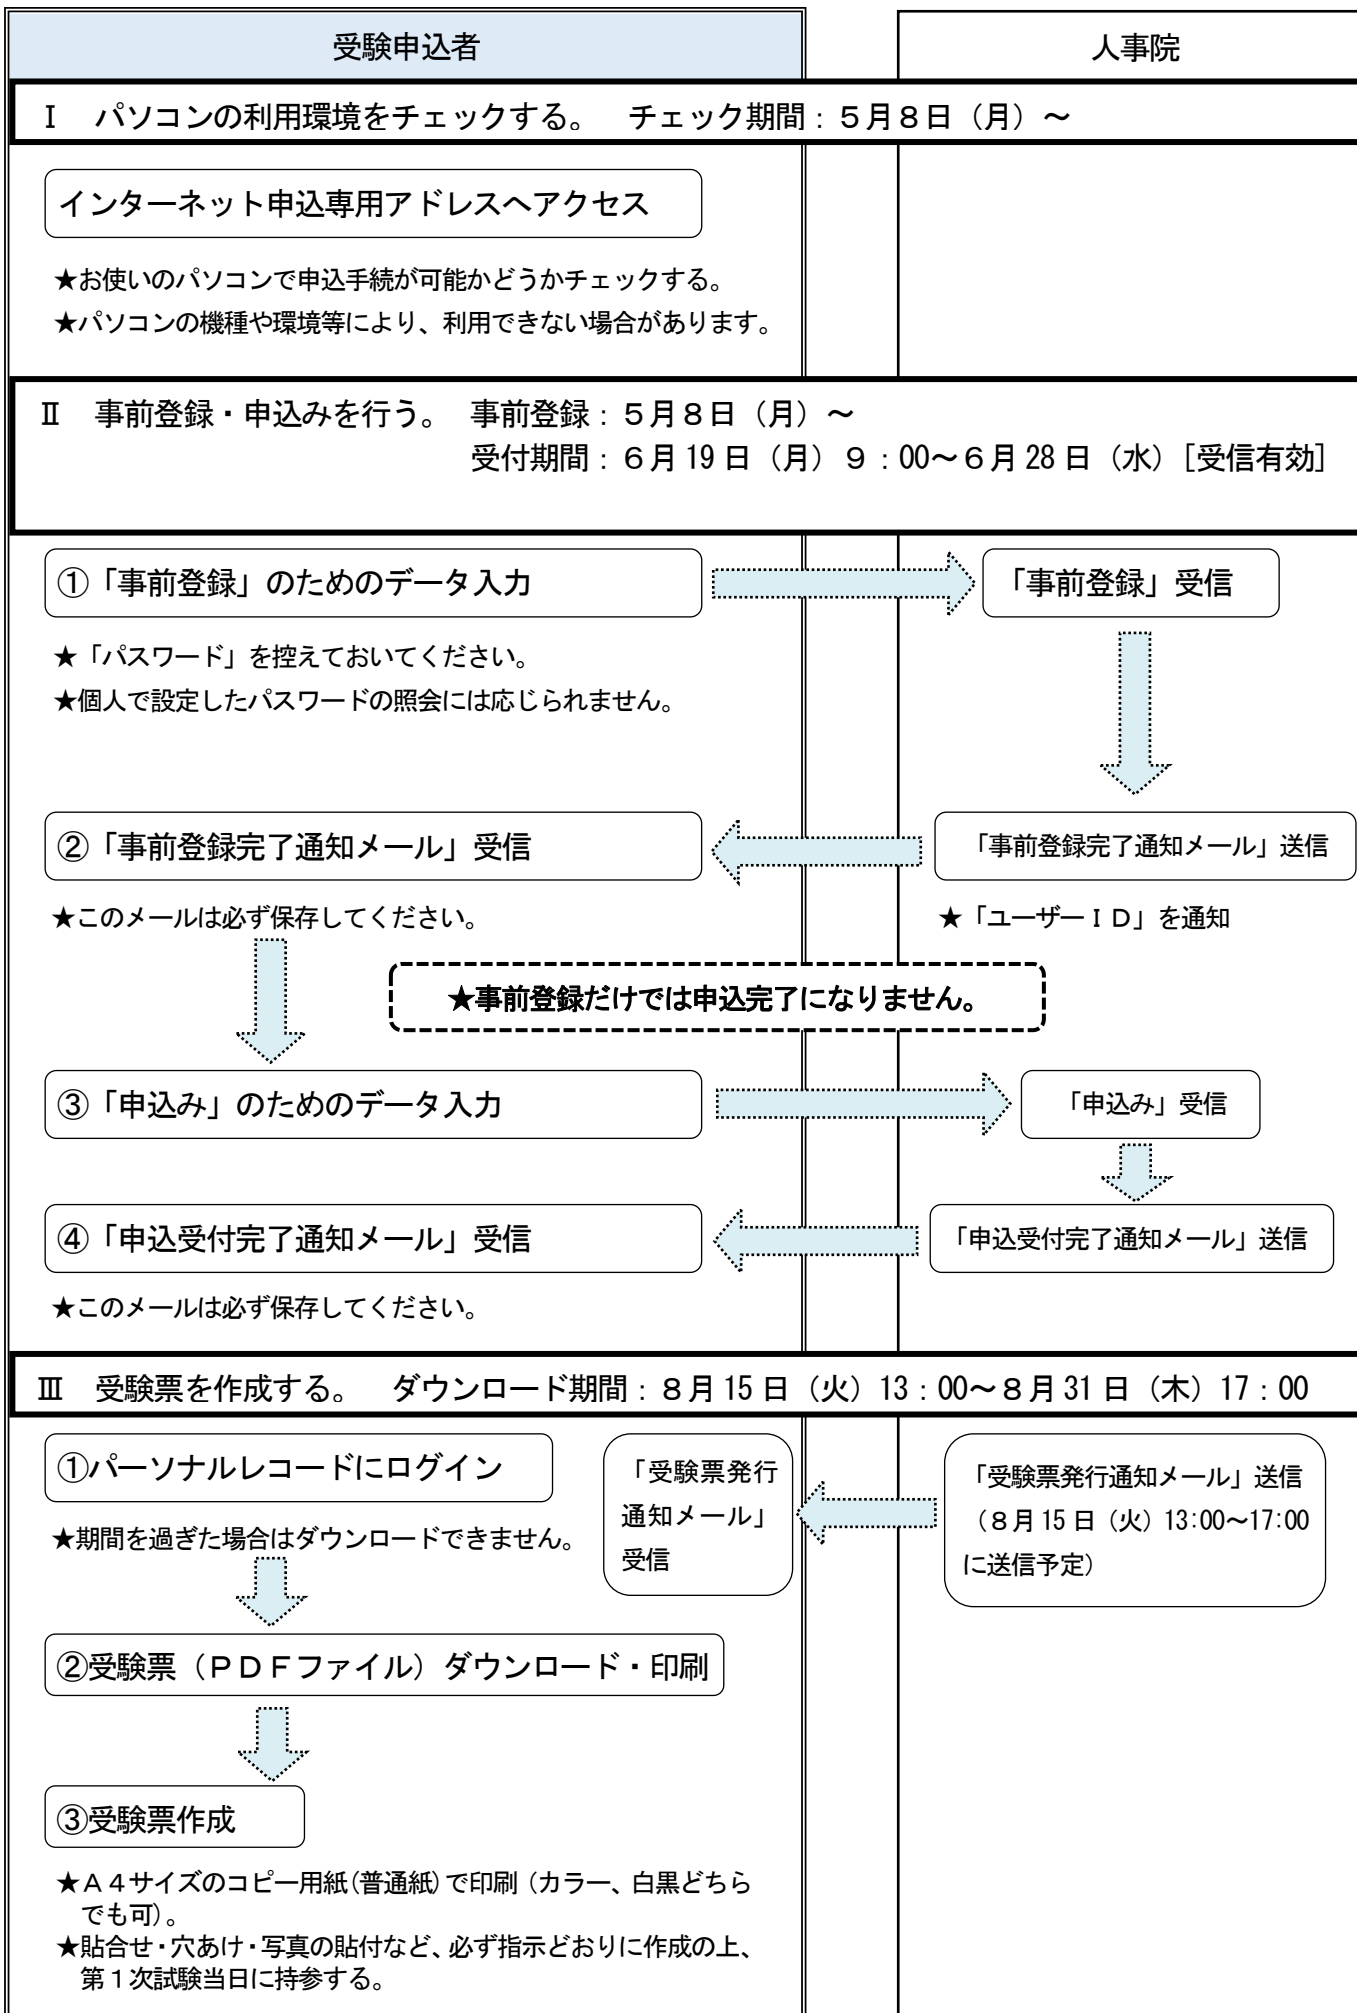 受験申込者
人事院
Ⅰ　パソコンの利用環境をチェックする。　チェック期間：５月８日（月）～
インターネット申込専用アドレスへアクセス
★お使いのパソコンで申込手続が可能かどうかチェックする。
★パソコンの機種や環境等により、利用できない場合があります。
Ⅱ　事前登録・申込みを行う。　事前登録：５月８日（月）～
受付期間：６月19日（月）９：00～６月28日（水）［受信有効］
①「事前登録」のためのデータ入力
「事前登録」受信
★「パスワード」を控えておいてください。
★個人で設定したパスワードの照会には応じられません。
②「事前登録完了通知メール」受信
「事前登録完了通知メール」送信
★このメールは必ず保存してください。
★「ユーザーＩＤ」を通知
★事前登録だけでは申込完了になりません。
③「申込み」のためのデータ入力
「申込み」受信
④「申込受付完了通知メール」受信
「申込受付完了通知メール」送信
★このメールは必ず保存してください。
Ⅲ　受験票を作成する。　ダウンロード期間：８月15日（火）13：00～８月31日（木）17：00
①パーソナルレコードにログイン
★期間を過ぎた場合はダウンロードできません。
「受験票発行
通知メール」
受信
「受験票発行通知メール」送信
（８月15日（火）13:00～17:00
に送信予定）
②受験票（ＰＤＦファイル）ダウンロード・印刷
③受験票作成
★Ａ４サイズのコピー用紙（普通紙）で印刷（カラー、白黒どちら
でも可）。
★貼合せ・穴あけ・写真の貼付など、必ず指示どおりに作成の上、
第１次試験当日に持参する。